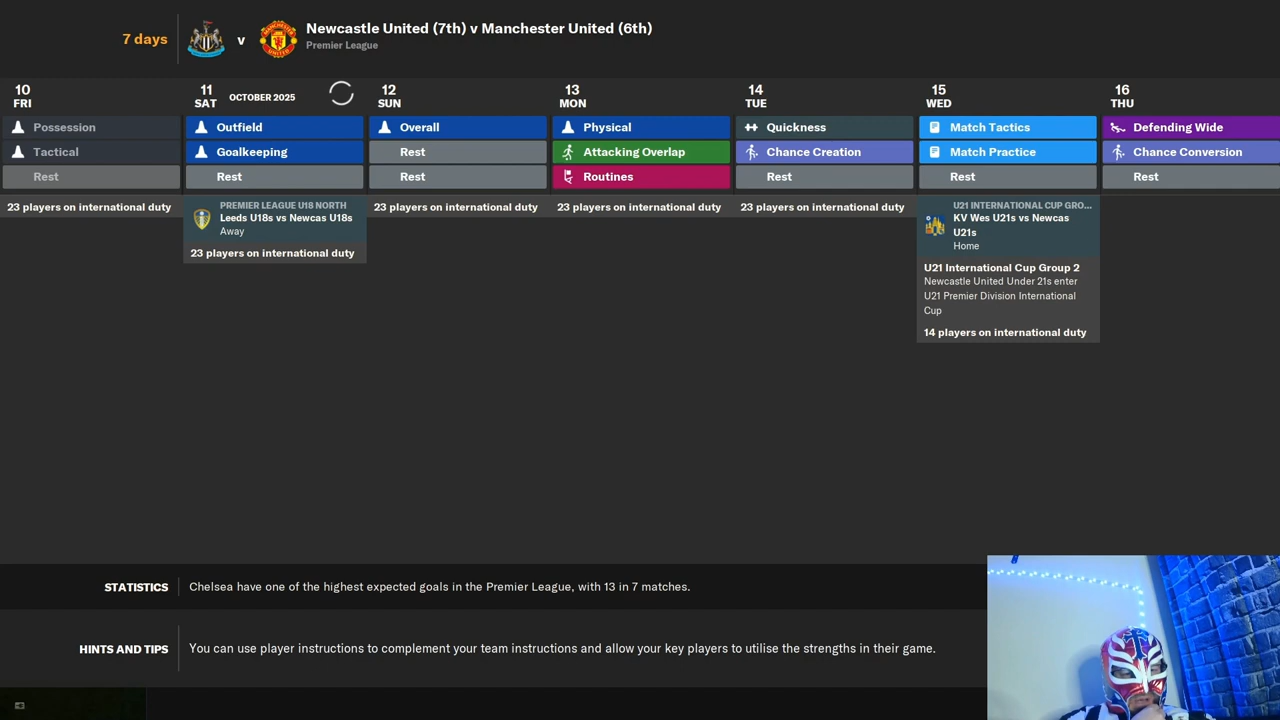 7 days
v
Newcastle United (7th) v Manchester United (6th)
Premier League
10
FRI
11
SAT
OCTOBER 2025
12
SUN
13
MON
14
TUE
15
WED
16
THU
Possession
Outfield
Overall
Physical
Quickness
Match Tactics
Defending Wide
Tactical
Goalkeeping
Rest
Attacking Overlap
Chance Creation
Match Practice
Chance Conversion
Rest
Rest
Rest
Routines
Rest
Rest
Rest
23 players on international duty
PREMIER LEAGUE U18 NORTH
Leeds U18s vs Newcas U18s
Away
23 players on international duty
23 players on international duty
23 players on international duty
23 players on international duty
U21 INTERNATIONAL CUP GRO...
KV Wes U21s vs Newcas
U21s
Home
U21 International Cup Group 2
Newcastle United Under 21s enter
U21 Premier Division International
Cup
14 players on international duty
STATISTICS
Chelsea have one of the highest expected goals in the Premier League, with 13 in 7 matches.
HINTS AND TIPS
You can use player instructions to complement your team instructions and allow your key players to utilise the strengths in their game.